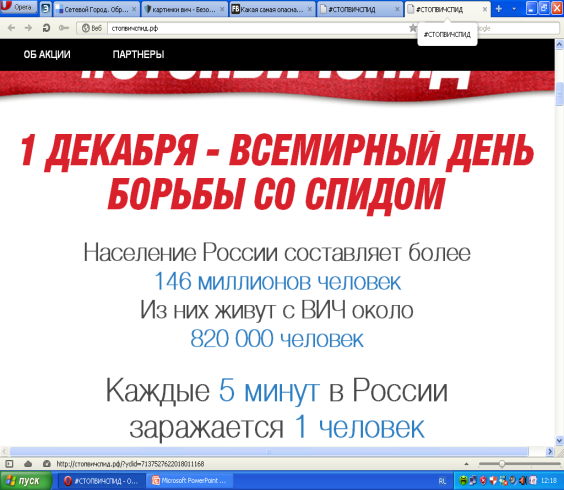 Opera
Сетевой Город. Обр...
картинки вич - Безо...
Какая самая опасна...
#СТОПВИЧСПИД
#СТОПВИЧСПИД
Веб
стопвичспид.рф
#СТОПВИЧСПИД
ОБ АКЦИИ ПАРТНЕРЫ
#СТОПВИЧСПИД
1 ДЕКАБРЯ - ВСЕМИРНЫЙ ДЕНЬ
БОРЬБЫ СО СПИДОМ
Население России составляет более
146 миллионов человек
Из них живут с ВИЧ около
820 000 человек
Каждые 5 минут в России
заражается 1 человек
http://стопвичспид.рф/?yclid=7137527622018011168
пуск
#СТОПВИЧСПИД - O...
Microsoft PowerPoint ...
RL
12:18